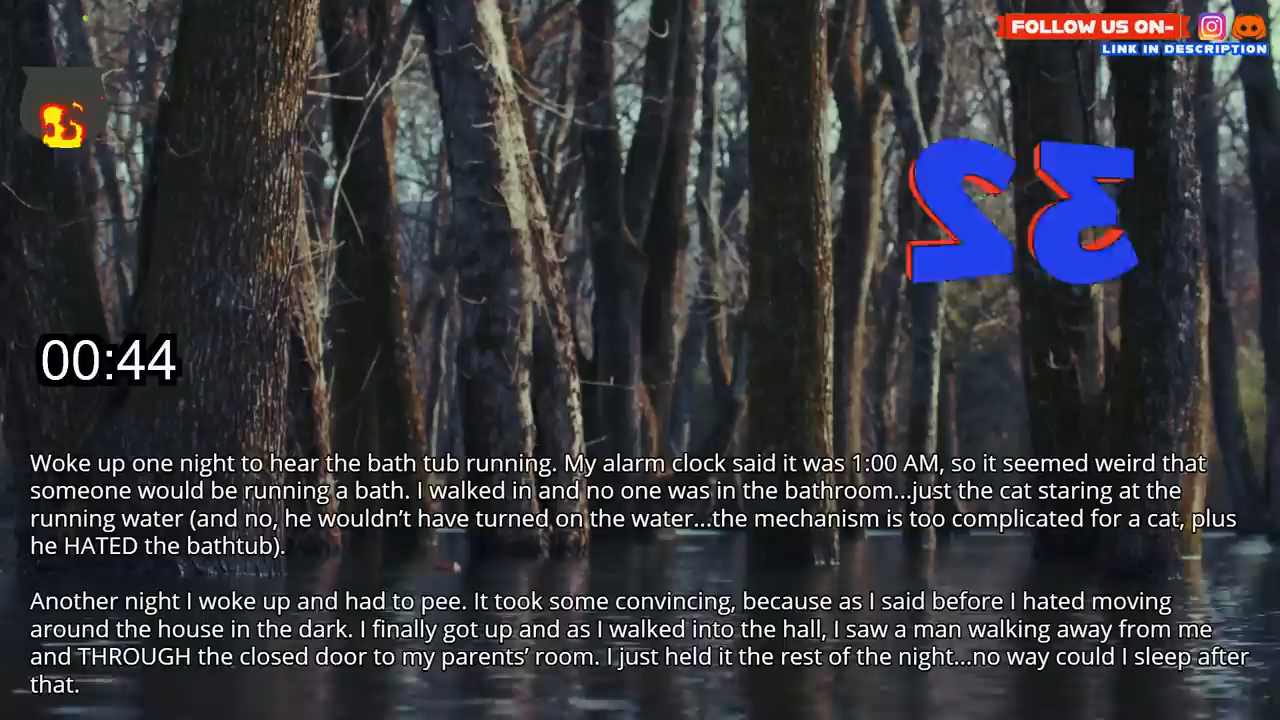 FOLLOW US ON-
LINK IN DESCRIPTION
32
00:44
Woke up one night to hear the bath tub running. My alarm clock said it was 1:00 AM, so it seemed weird that
someone would be running a bath. I walked in and no one was in the bathroom...just the cat staring at the
running water (and no, he wouldn’t have turned on the water...the mechanism is too complicated for a cat, plus
he HATED the bathtub).
Another night I woke up and had to pee. It took some convincing, because as I said before I hated moving
around the house in the dark. I finally got up and as I walked into the hall, I saw a man walking away from me
and THROUGH the closed door to my parents’ room. I just held it the rest of the night...no way could I sleep after
that.